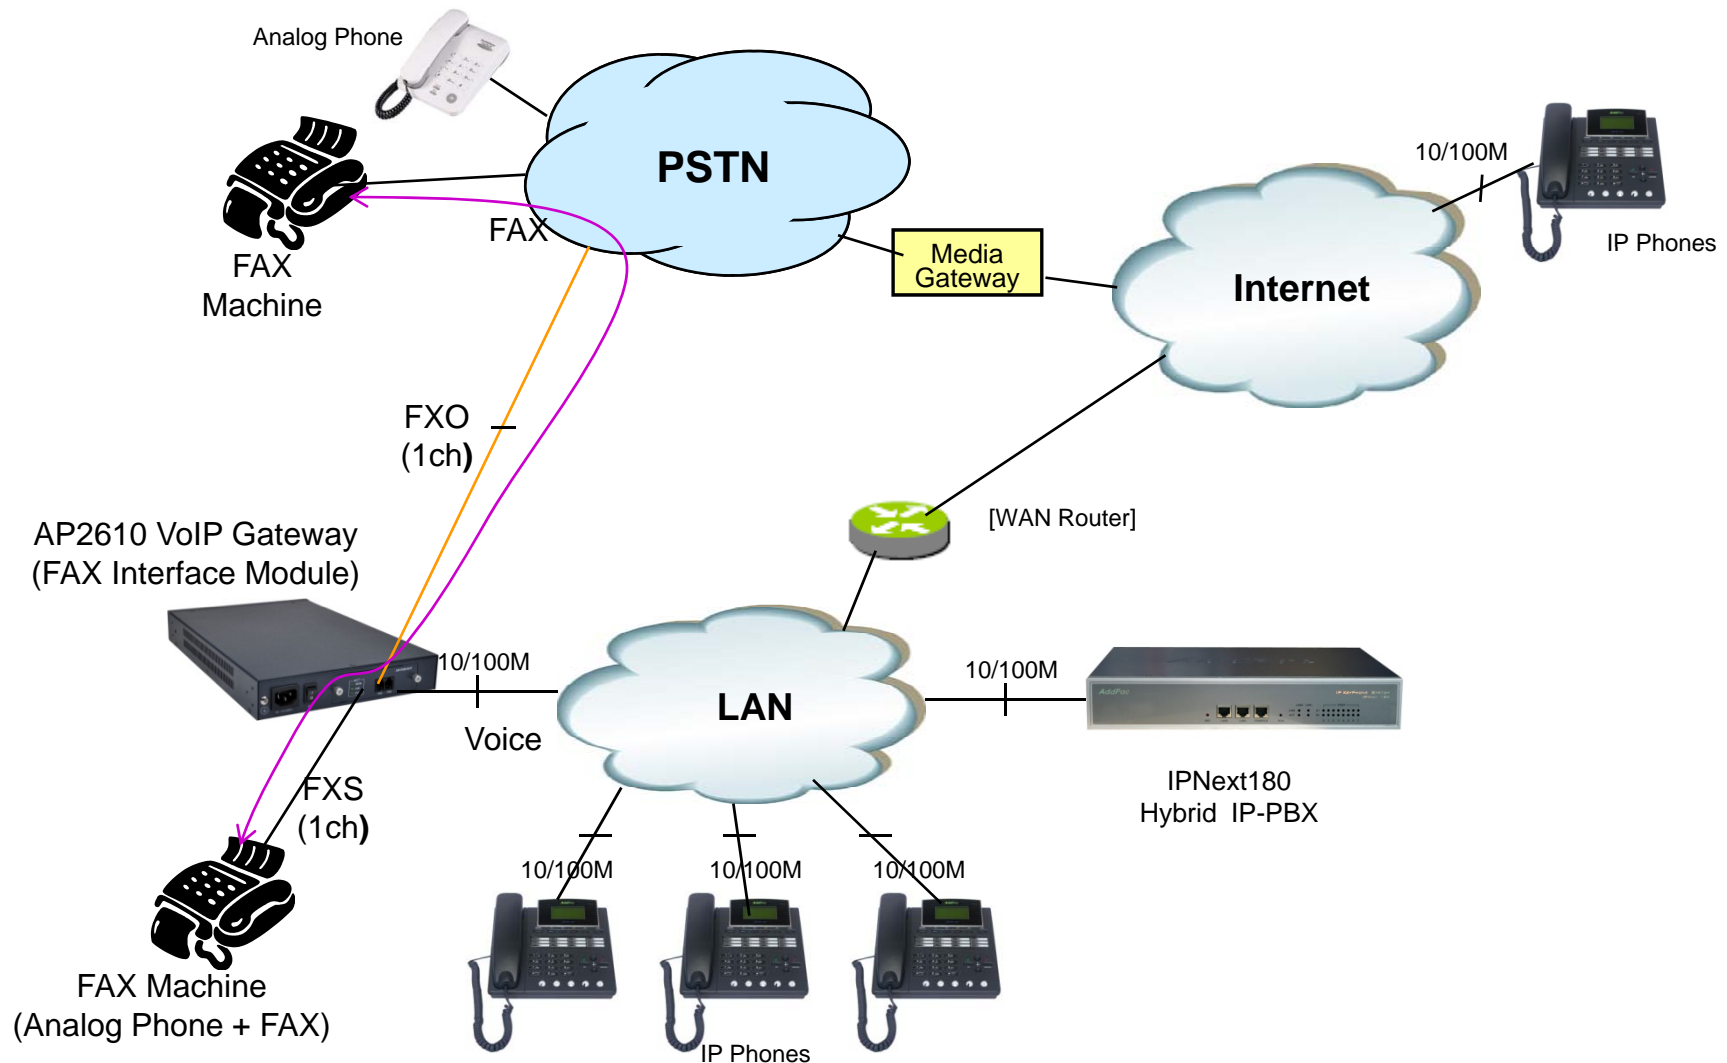 Analog Phone
PSTN
10/100M
IP Phones
FAX
FAX
Machine
Media
Gateway
Internet
FXO
(1ch)
[WAN Router]
AP2610 VoIP Gateway
(FAX Interface Module)
10/100M
Voice
LAN
10/100M
AddPac
IPNext180
Hybrid IP-PBX
FXS
(1ch)
10/100M
10/100M
10/100M
FAX Machine
(Analog Phone + FAX)
IP Phones